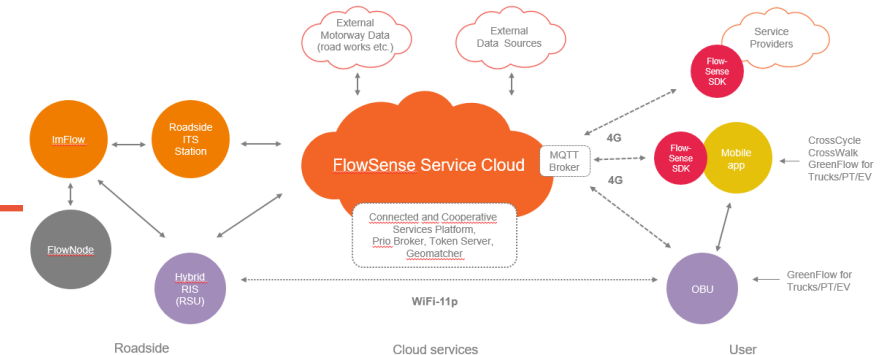 External
Motorway Data
(road works etc.)
External
Data Sources
Service
Providers
Flow-
Sense
SDK
ImFlow
Roadside
ITS
Station
FlowSense Service Cloud
MQTT
Broker
4G
4G
Flow-
Sense
SDK
Mobile
app
CrossCycle
CrossWalk
GreenFlow for
Trucks/PT/EV
Connected and Cooperative
Services Platform,
Prio Broker, Token Server,
Geomatcher
FlowNode
Hybrid
RIS
(RSU)
WiFi-11p
OBU
GreenFlow for
Trucks/PT/EV
Roadside
Cloud services
User